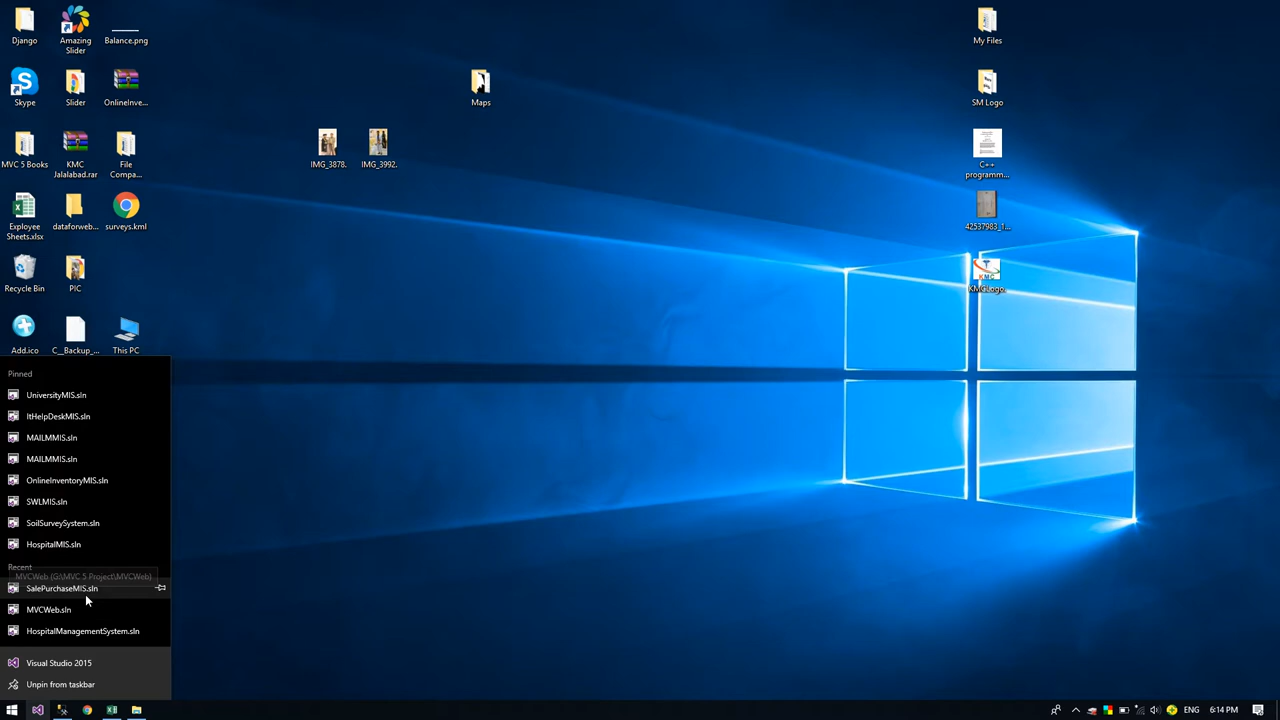 Django
Amazing
Slider
Balance.png
Skype
Slider
OnlineInve...
MVC 5 Books
KMC
Jalalabad.rar
File
Compa...
Exployee
Sheets.xlsx
dataforweb...
surveys.kml
Recycle Bin
PIC
Add.ico
C__Backup_...
This PC
IMG_3878.
IMG_3992.
Maps
My Files
SM Logo
C++
programm...
42537983_1...
KMC
KMCLogo.
Pinned
UniversityMIS.sln
ItHelpDeskMIS.sln
MAILMMIS.sln
MAILMMIS.sln
OnlineInventoryMIS.sln
SWLMIS.sln
SoilSurveySystem.sln
HospitalMIS.sln
Recent
MVCWeb (G:\MVC 5 Project\MVCWeb)
SalePurchaseMIS.sln
MVCWeb.sln
HospitalManagementSystem.sln
Visual Studio 2015
Unpin from taskbar
ENG
6:14 PM